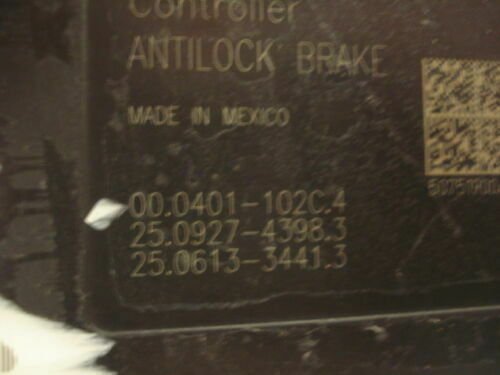 Controller
ANTILOCK BRAKE
MADE IN MEXICO
00.0401-102C.4
25.0927-4398.3
25.0613-3441.3